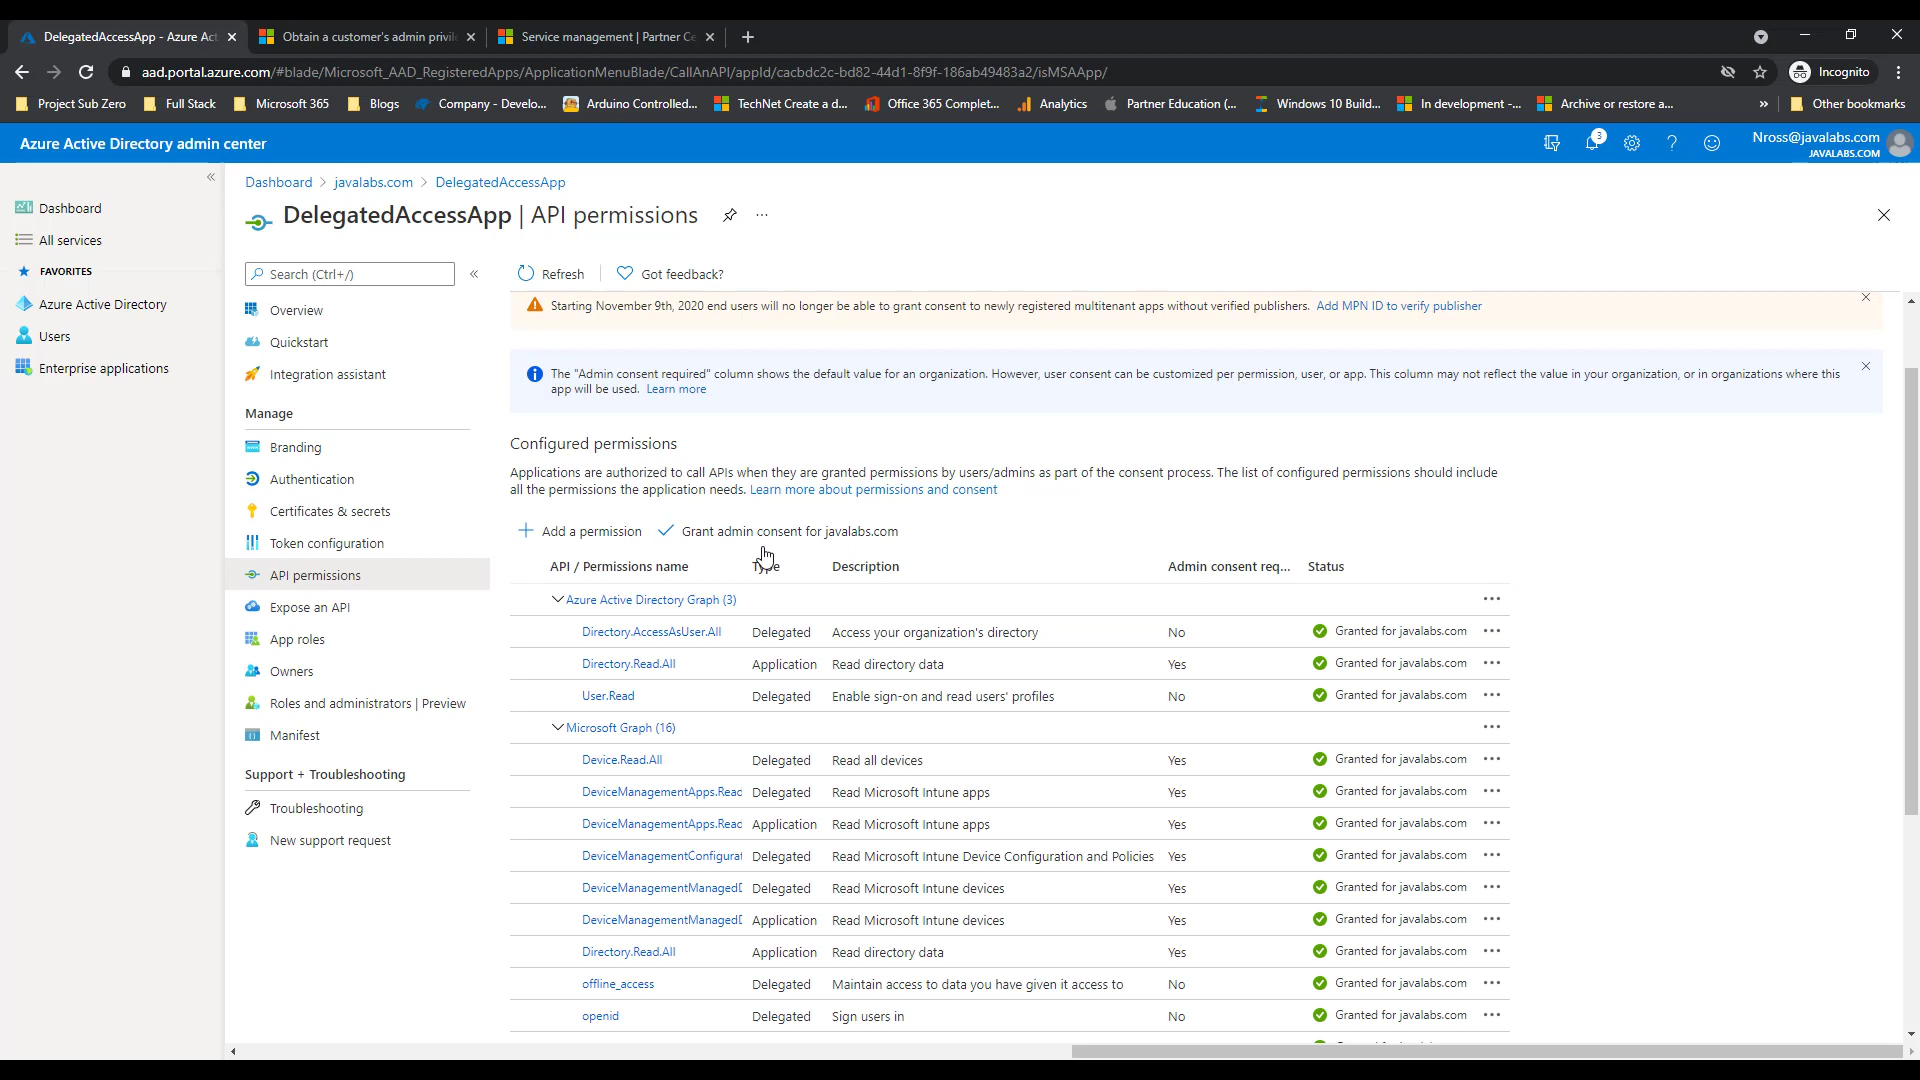 DelegatedAccessApp - Azure Act
Obtain a customer's admin privile
Service management | Partner Ce
aad.portal.azure.com/#blade/Microsoft_AAD_RegisteredApps/ApplicationMenuBlade/CallAnAPI/appId/cacbdc2c-bd82-44d1-8f9f-186ab49483a2/isMSAApp/
Incognito
Project Sub Zero
Full Stack
Microsoft 365
Blogs
Company - Develo...
Arduino Controlled...
TechNet Create a d...
Office 365 Complet...
Analytics
Partner Education (...
Windows 10 Build...
In development -...
Archive or restore a...
»
Other bookmarks
Azure Active Directory admin center
3
Nross@javalabs.com
JAVALABS.COM
Dashboard
All services
FAVORITES
Azure Active Directory
Users
Enterprise applications
Dashboard > javalabs.com > DelegatedAccessApp
DelegatedAccessApp | API permissions
Search (Ctrl+/)
Overview
Quickstart
Integration assistant
Manage
Branding
Authentication
Certificates & secrets
Token configuration
API permissions
Expose an API
App roles
Owners
Roles and administrators | Preview
Manifest
Support + Troubleshooting
Troubleshooting
New support request
Refresh
Got feedback?
Starting November 9th, 2020 end users will no longer be able to grant consent to newly registered multitenant apps without verified publishers. Add MPN ID to verify publisher
The "Admin consent required" column shows the default value for an organization. However, user consent can be customized per permission, user, or app. This column may not reflect the value in your organization, or in organizations where this
app will be used. Learn more
Configured permissions
Applications are authorized to call APIs when they are granted permissions by users/admins as part of the consent process. The list of configured permissions should include
all the permissions the application needs. Learn more about permissions and consent
Add a permission
Grant admin consent for javalabs.com
API / Permissions name Type Description Admin consent req... Status
Azure Active Directory Graph (3)
Directory.AccessAsUser.All Delegated Access your organization's directory No Granted for javalabs.com
Directory.Read.All Application Read directory data Yes Granted for javalabs.com
User.Read Delegated Enable sign-on and read users' profiles No Granted for javalabs.com
Microsoft Graph (16)
Device.Read.All Delegated Read all devices Yes Granted for javalabs.com
DeviceManagementApps.Read Delegated Read Microsoft Intune apps Yes Granted for javalabs.com
DeviceManagementApps.Read Application Read Microsoft Intune apps Yes Granted for javalabs.com
DeviceManagementConfigurat Delegated Read Microsoft Intune Device Configuration and Policies Yes Granted for javalabs.com
DeviceManagementManagedD Delegated Read Microsoft Intune devices Yes Granted for javalabs.com
DeviceManagementManagedD Application Read Microsoft Intune devices Yes Granted for javalabs.com
Directory.Read.All Application Read directory data Yes Granted for javalabs.com
offline_access Delegated Maintain access to data you have given it access to No Granted for javalabs.com
openid Delegated Sign users in No Granted for javalabs.com